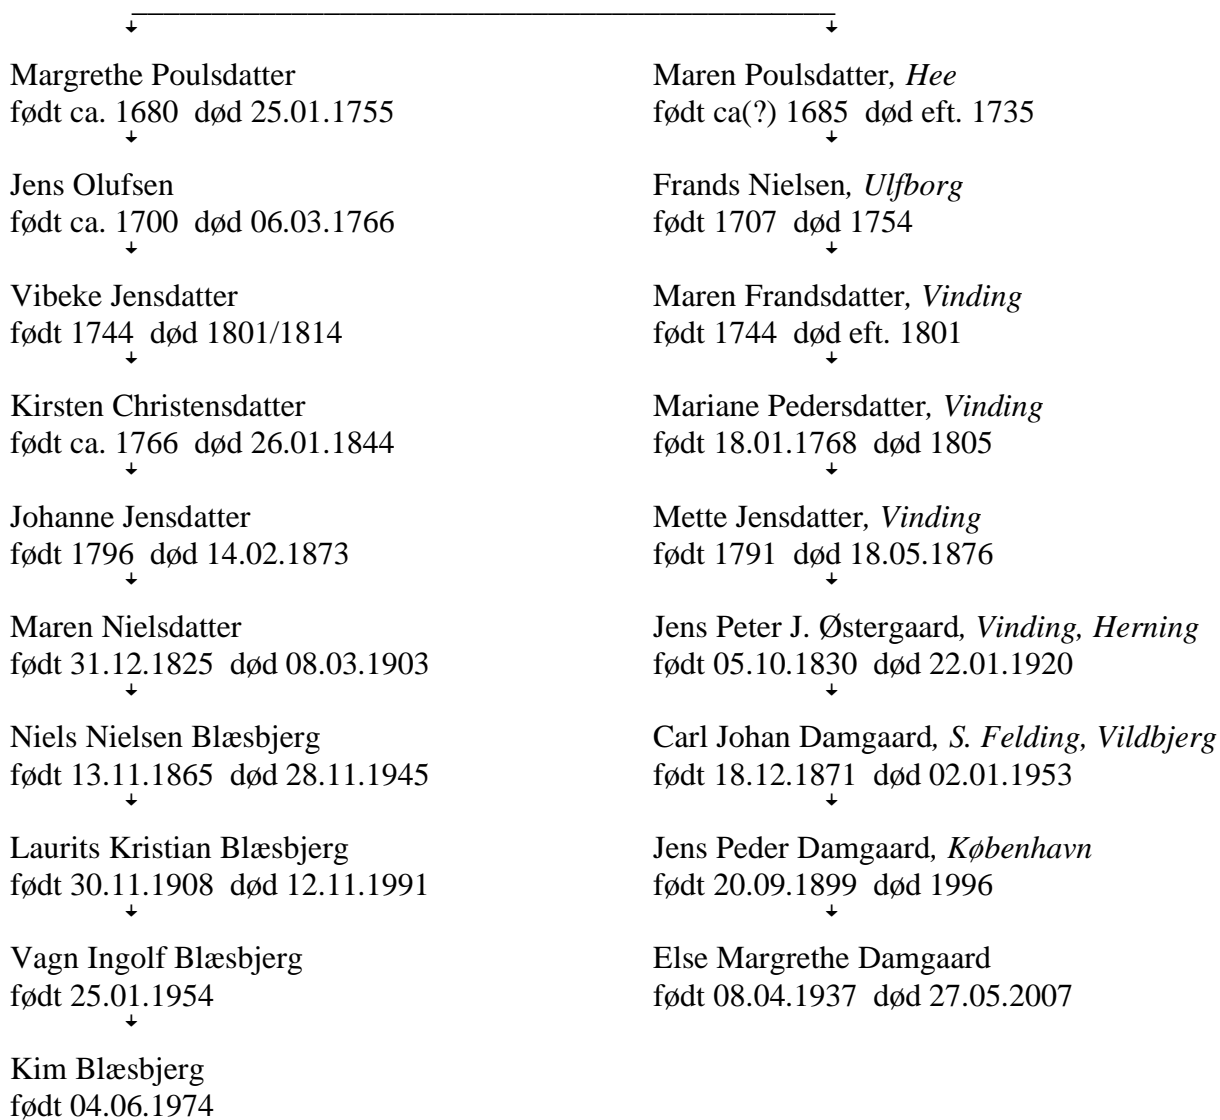 Margrethe Poulsdatter
født ca. 1680 død 25.01.1755
Jens Olufsen
født ca. 1700 død 06.03.1766
Vibeke Jensdatter
født 1744 død 1801/1814
Kirsten Christensdatter
født ca. 1766 død 26.01.1844
Johanne Jensdatter
født 1796 død 14.02.1873
Maren Nielsdatter
født 31.12.1825 død 08.03.1903
Niels Nielsen Blæsbjerg
født 13.11.1865 død 28.11.1945
Laurits Kristian Blæsbjerg
født 30.11.1908 død 12.11.1991
Vagn Ingolf Blæsbjerg
født 25.01.1954
Kim Blæsbjerg
født 04.06.1974
Maren Poulsdatter, Hee
født ca(?) 1685 død eft. 1735
Frands Nielsen, Ulfborg
født 1707 død 1754
Maren Frandsdatter, Vinding
født 1744 død eft. 1801
Mariane Pedersdatter, Vinding
født 18.01.1768 død 1805
Mette Jensdatter, Vinding
født 1791 død 18.05.1876
Jens Peter J. Østergaard, Vinding, Herning
født 05.10.1830 død 22.01.1920
Carl Johan Damgaard, S. Felding, Vildbjerg
født 18.12.1871 død 02.01.1953
Jens Peder Damgaard, København
født 20.09.1899 død 1996
Else Margrethe Damgaard
født 08.04.1937 død 27.05.2007